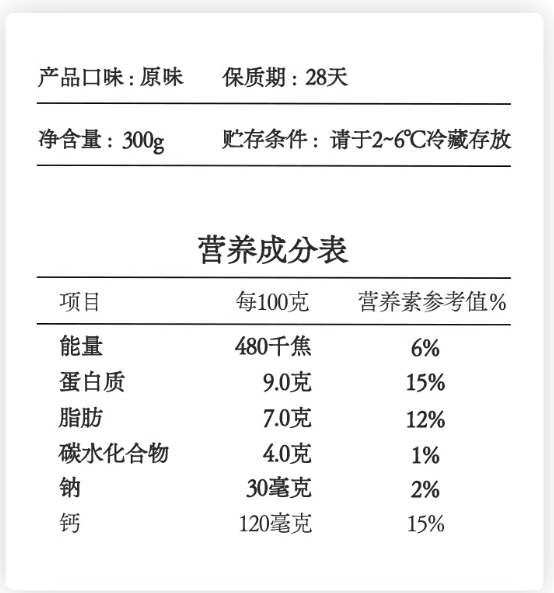 产品口味：原味 保质期：28天
净含量：300g 贮存条件：请于2~6℃冷藏存放
营养成分表
项目 每100克 营养素参考值%
能量 480千焦 6%
蛋白质 9.0克 15%
脂肪 7.0克 12%
碳水化合物 4.0克 1%
钠 30毫克 2%
钙 120毫克 15%